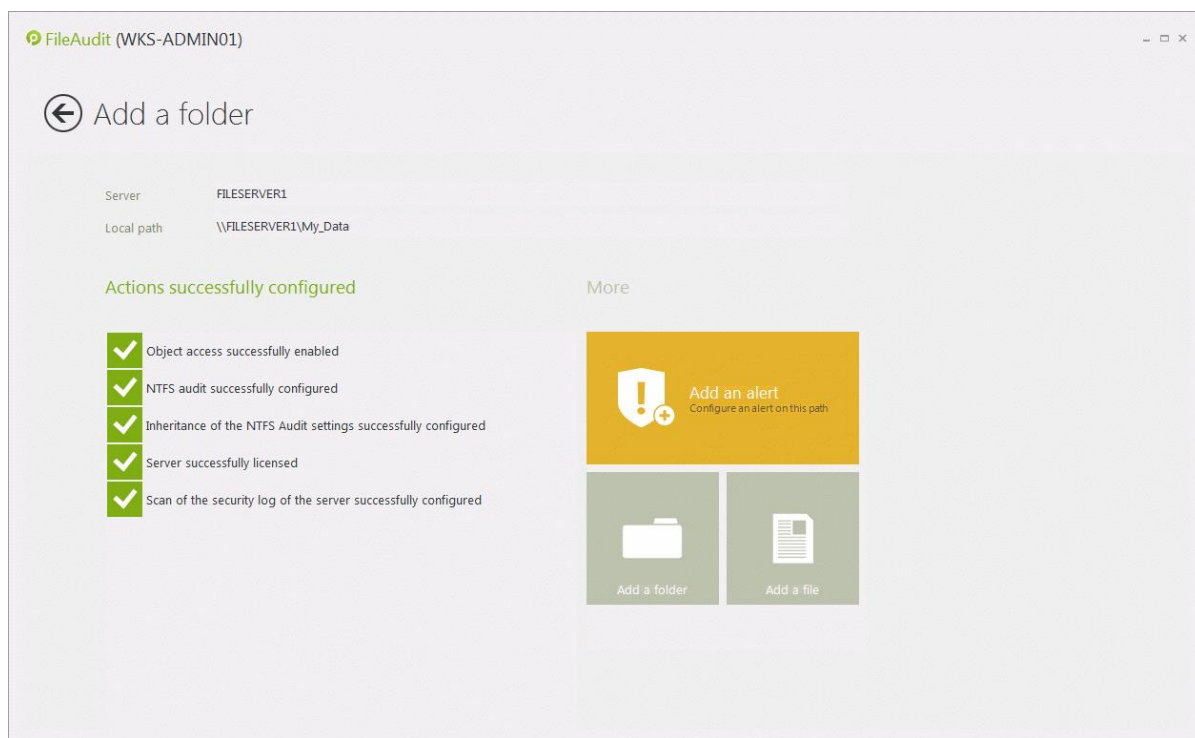 FileAudit (WKS-ADMIN01)
Add a folder
Server FILESERVER1
Local path \\FILESERVER1\My_Data
Actions successfully configured
More
Object access successfully enabled
NTFS audit successfully configured
Inheritance of the NTFS Audit settings successfully configured
Server successfully licensed
Scan of the security log of the server successfully configured
Add an alert
Configure an alert on this path
Add a folder
Add a file